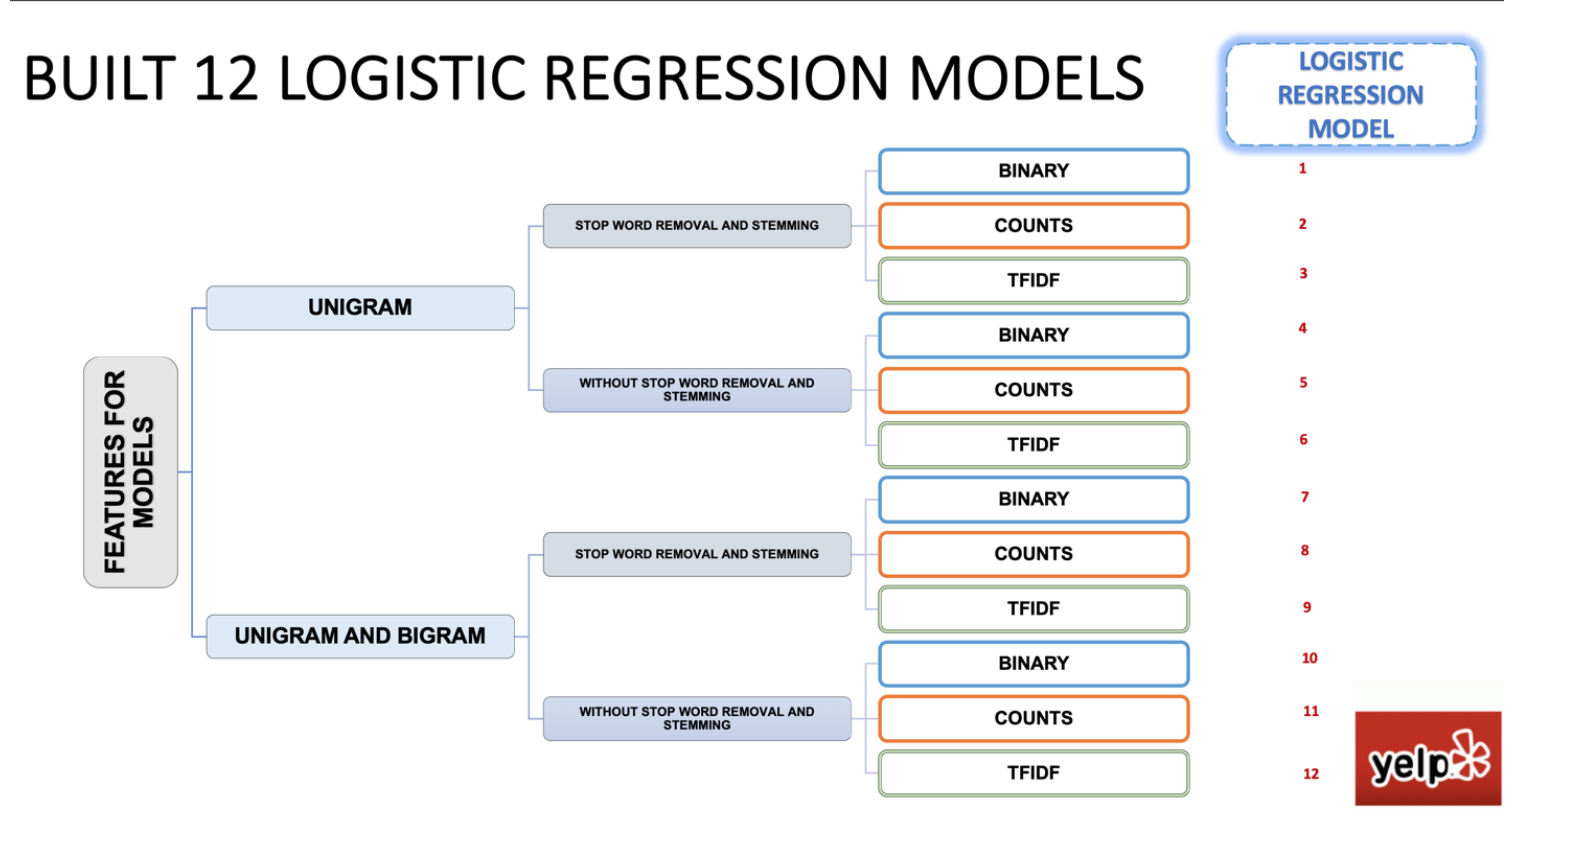 BUILT 12 LOGISTIC REGRESSION MODELS
LOGISTIC
REGRESSION
MODEL
FEATURES FOR
MODELS
UNIGRAM
STOP WORD REMOVAL AND STEMMING
BINARY
1
COUNTS
2
TFIDF
3
WITHOUT STOP WORD REMOVAL AND
STEMMING
BINARY
4
COUNTS
5
TFIDF
6
UNIGRAM AND BIGRAM
STOP WORD REMOVAL AND STEMMING
BINARY
7
COUNTS
8
TFIDF
9
WITHOUT STOP WORD REMOVAL AND
STEMMING
BINARY
10
COUNTS
11
TFIDF
12
yelp